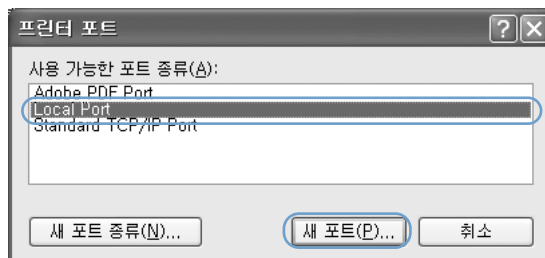 프린터 포트
사용 가능한 포트 종류(A):
Adobe PDF Port
Local Port
Standard TCP/IP Port
새 포트 종류(N)... 새 포트(P)... 취소